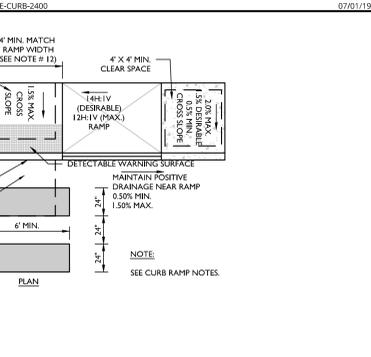 E-CURB-2400
07/01/19
4' MIN. MATCH
RAMP WIDTH
(SEE NOTE # 12)
4' X 4' MIN.
CLEAR SPACE
1.5% MAX.
CROSS
SLOPE
14H:1V
(DESIRABLE)
12H:1V (MAX.)
RAMP
2.0% MAX.
.5% DESIRABLE
0.5% MIN.
CROSS SLOPE
DETECTABLE WARNING SURFACE
MAINTAIN POSITIVE
DRAINAGE NEAR RAMP
0.50% MIN.
1.50% MAX.
24"
6' MIN.
24"
24"
NOTE:
SEE CURB RAMP NOTES.
PLAN